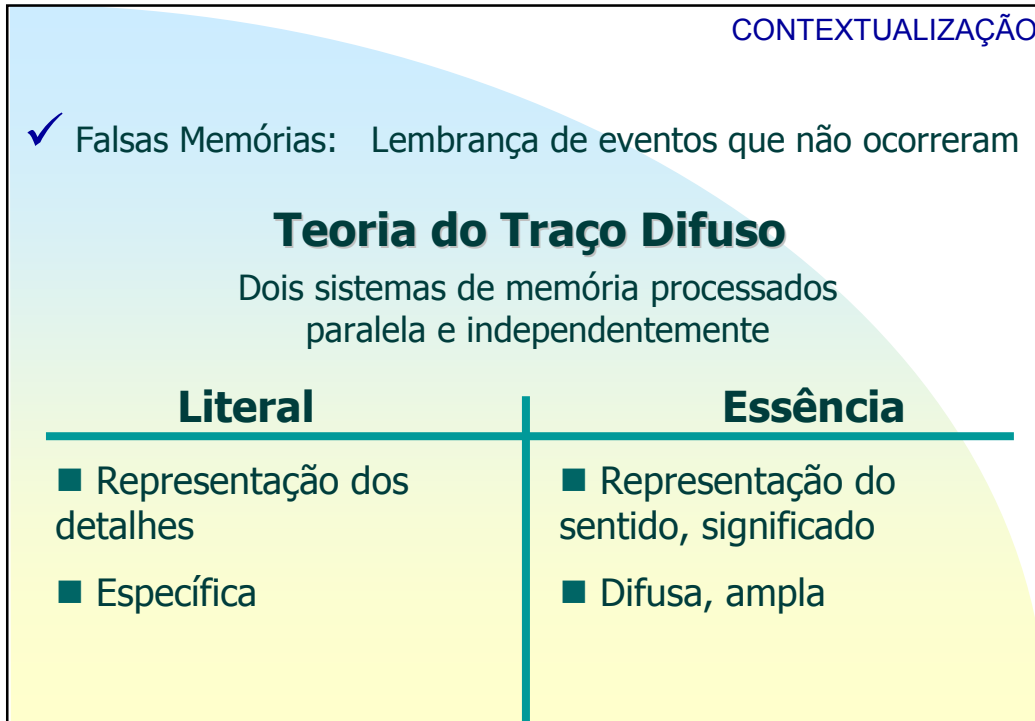 CONTEXTUALIZAÇÃO
✓ Falsas Memórias: Lembrança de eventos que não ocorreram
Teoria do Traço Difuso
Dois sistemas de memória processados
paralela e independentemente
Literal
■ Representação dos
detalhes
■ Específica
Essência
■ Representação do
sentido, significado
■ Difusa, ampla